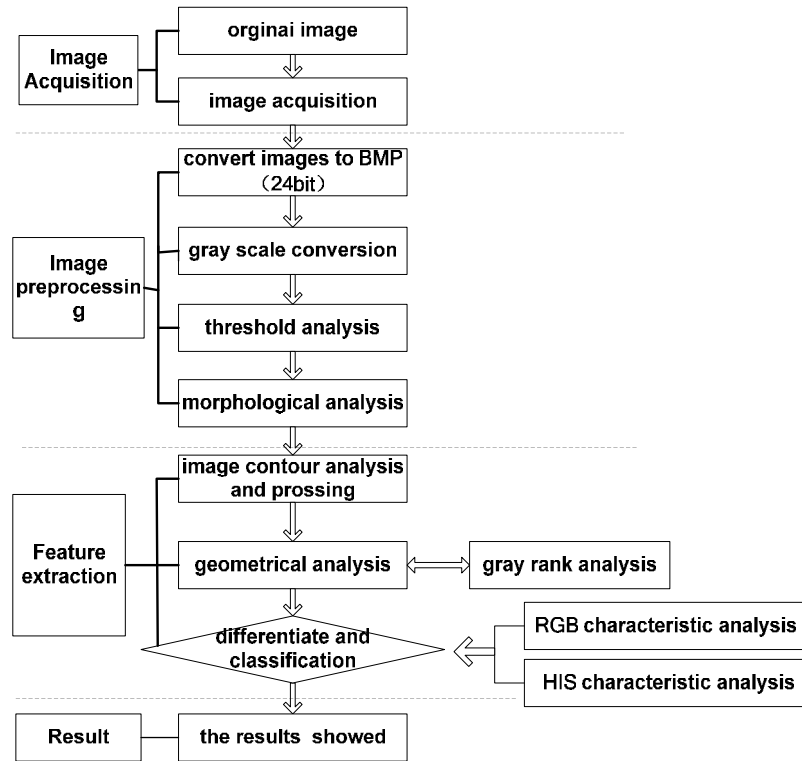 orginai image
Image
Acquisition
image acquisition
convert images to BMP
（24bit）
gray scale conversion
Image
preprocessin
g
threshold analysis
morphological analysis
image contour analysis
and prossing
Feature
extraction
geometrical analysis
gray rank analysis
differentiate and
classification
RGB characteristic analysis
HIS characteristic analysis
Result
the results showed